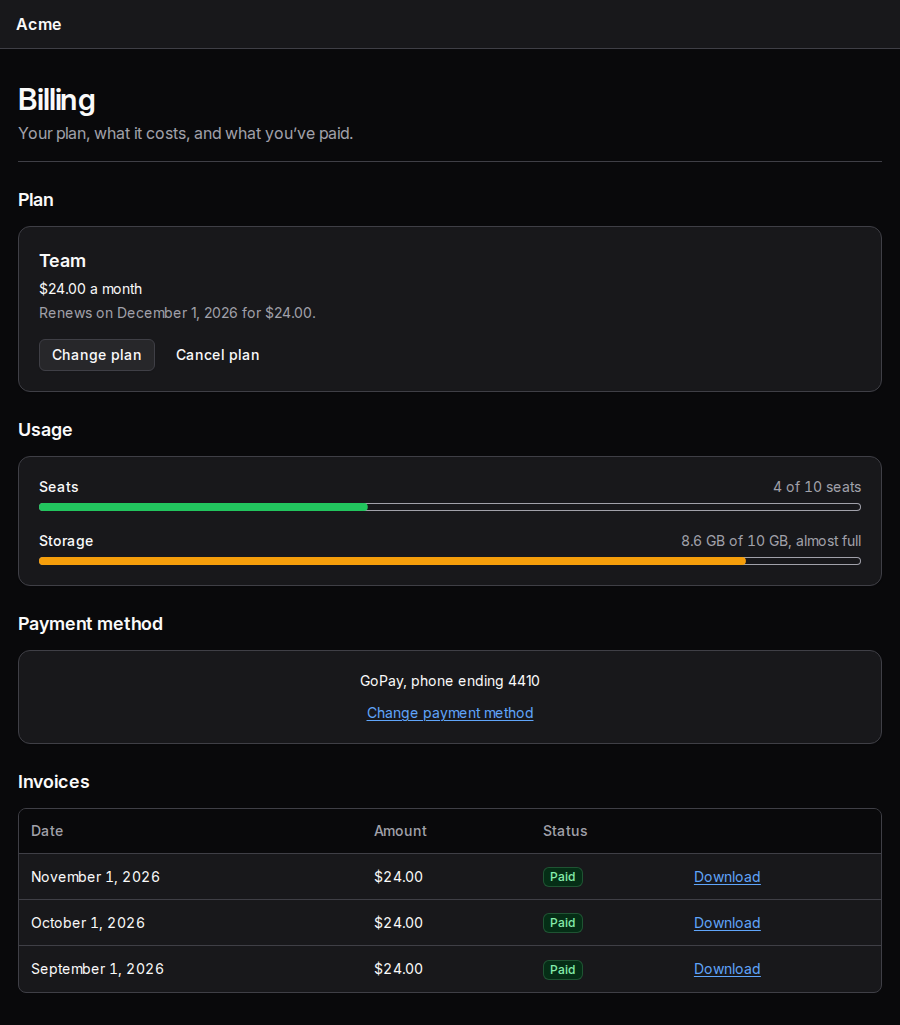 Acme
Billing
Your plan, what it costs, and what you’ve paid.
Plan
Team
$24.00 a month
Renews on December 1, 2026 for $24.00.
Change plan Cancel plan
Usage
Seats 4 of 10 seats
Storage 8.6 GB of 10 GB, almost full
Payment method
GoPay, phone ending 4410
Change payment method
Invoices
Date Amount Status
November 1, 2026 $24.00 Paid Download
October 1, 2026 $24.00 Paid Download
September 1, 2026 $24.00 Paid Download